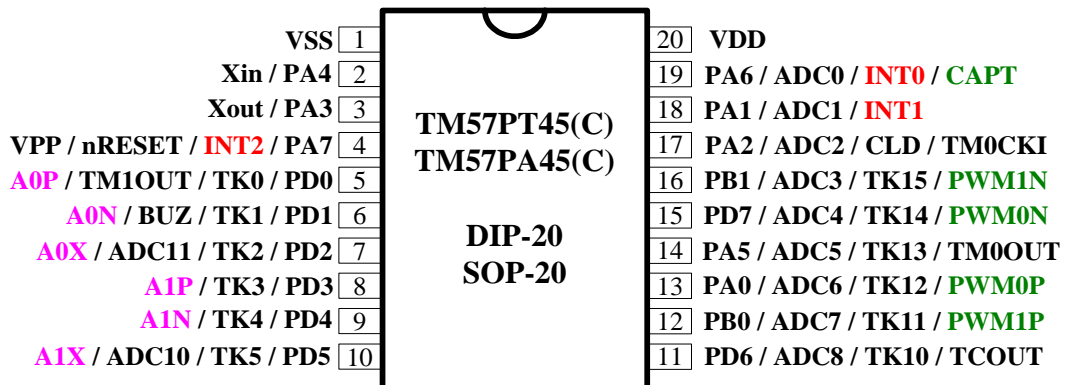 VSS 1
Xin / PA4 2
Xout / PA3 3
VPP / nRESET / INT2 / PA7 4
A0P / TM1OUT / TK0 / PD0 5
A0N / BUZ / TK1 / PD1 6
A0X / ADC11 / TK2 / PD2 7
A1P / TK3 / PD3 8
A1N / TK4 / PD4 9
A1X / ADC10 / TK5 / PD5 10
TM57PT45(C)
TM57PA45(C)
DIP-20
SOP-20
20 VDD
19 PA6 / ADC0 / INT0 / CAPT
18 PA1 / ADC1 / INT1
17 PA2 / ADC2 / CLD / TM0CKI
16 PB1 / ADC3 / TK15 / PWM1N
15 PD7 / ADC4 / TK14 / PWM0N
14 PA5 / ADC5 / TK13 / TM0OUT
13 PA0 / ADC6 / TK12 / PWM0P
12 PB0 / ADC7 / TK11 / PWM1P
11 PD6 / ADC8 / TK10 / TCOUT